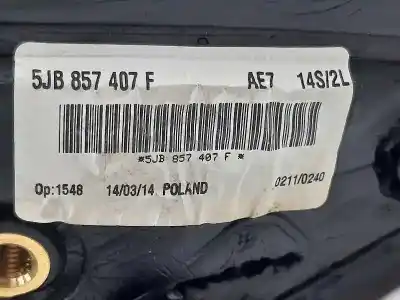 5JB 857 407 F AE7 14S/2L
*5JB 857 407 F *
Op:1548 14/03/14 POLAND 0211/0240